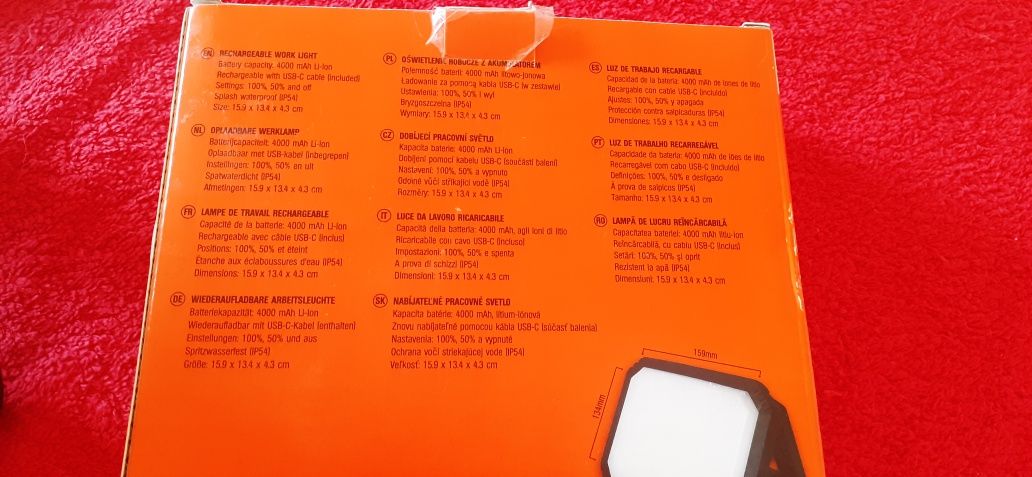 EN RECHARGEABLE WORK LIGHT
Battery capacity: 4000 mAh Li-Ion
Rechargeable with USB-C cable (included)
Settings: 100%, 50% and off
Splash waterproof (IP54)
Size: 15.9 x 13.4 x 4.3 cm
NL OPLAADBARE WERKLAMP
Batterijcapaciteit: 4000 mAh Li-Ion
Oplaadbaar met USB-kabel (inbegrepen)
Instellingen: 100%, 50% en uit
Spatwaterdicht (IP54)
Afmetingen: 15.9 x 13.4 x 4.3 cm
FR LAMPE DE TRAVAIL RECHARGEABLE
Capacité de la batterie: 4000 mAh Li-Ion
Rechargeable avec câble USB-C (inclus)
Positions: 100%, 50% et éteint
Étanche aux éclaboussures d'eau (IP54)
Dimensions: 15.9 x 13.4 x 4.3 cm
DE WIEDERAUFLADBARE ARBEITSLEUCHTE
Batteriekapazität: 4000 mAh Li-Ion
Wiederaufladbar mit USB-C-Kabel (enthalten)
Einstellungen: 100%, 50% und aus
Spritzwasserfest (IP54)
Größe: 15.9 x 13.4 x 4.3 cm
PL OŚWIETLENIE ROBOCZE Z AKUMULATOREM
Pojemność baterii: 4000 mAh litowo-jonowa
Ładowanie za pomocą kabla USB-C (w zestawie)
Ustawienia: 100%, 50% i wył
Bryzgoszczelna (IP54)
Wymiary: 15.9 x 13.4 x 4.3 cm
CZ DOBÍJECÍ PRACOVNÍ SVĚTLO
Kapacita baterie: 4000 mAh Li-Ion
Dobíjení pomocí kabelu USB-C (součástí balení)
Nastavení: 100%, 50% a vypnuto
Odolné vůči stříkající vodě (IP54)
Rozměry: 15.9 x 13.4 x 4.3 cm
IT LUCE DA LAVORO RICARICABILE
Capacità della batteria: 4000 mAh, agli ioni di litio
Ricaricabile con cavo USB-C (incluso)
Impostazioni: 100%, 50% e spenta
A prova di schizzi (IP54)
Dimensioni: 15.9 x 13.4 x 4.3 cm
SK NABÍJATEĽNÉ PRACOVNÉ SVETLO
Kapacita batérie: 4000 mAh, lítium-iónová
Znovu nabíjateľné pomocou kábla USB-C (súčasť balenia)
Nastavenia: 100%, 50% a vypnuté
Ochrana voči striekajúcej vode (IP54)
Veľkosť: 15.9 x 13.4 x 4.3 cm
ES LUZ DE TRABAJO RECARGABLE
Capacidad de la batería: 4000 mAh de iones de litio
Recargable con cable USB-C (incluido)
Ajustes: 100%, 50% y apagada
Protección contra salpicaduras (IP54)
Dimensiones: 15.9 x 13.4 x 4.3 cm
PT LUZ DE TRABALHO RECARREGÁVEL
Capacidade da bateria: 4000 mAh de iões de lítio
Recarregável com cabo USB-C (incluído)
Definições: 100%, 50% e desligado
À prova de salpicos (IP54)
Tamanho: 15.9 x 13.4 x 4.3 cm
RO LAMPĂ DE LUCRU REÎNCĂRCABILĂ
Capacitatea bateriei: 4000 mAh litiu-ion
Reîncărcabilă, cu cablu USB-C (inclus)
Setări: 100%, 50% și oprit
Rezistent la apă (IP54)
Dimensiuni: 15.9 x 13.4 x 4.3 cm
159mm
134mm